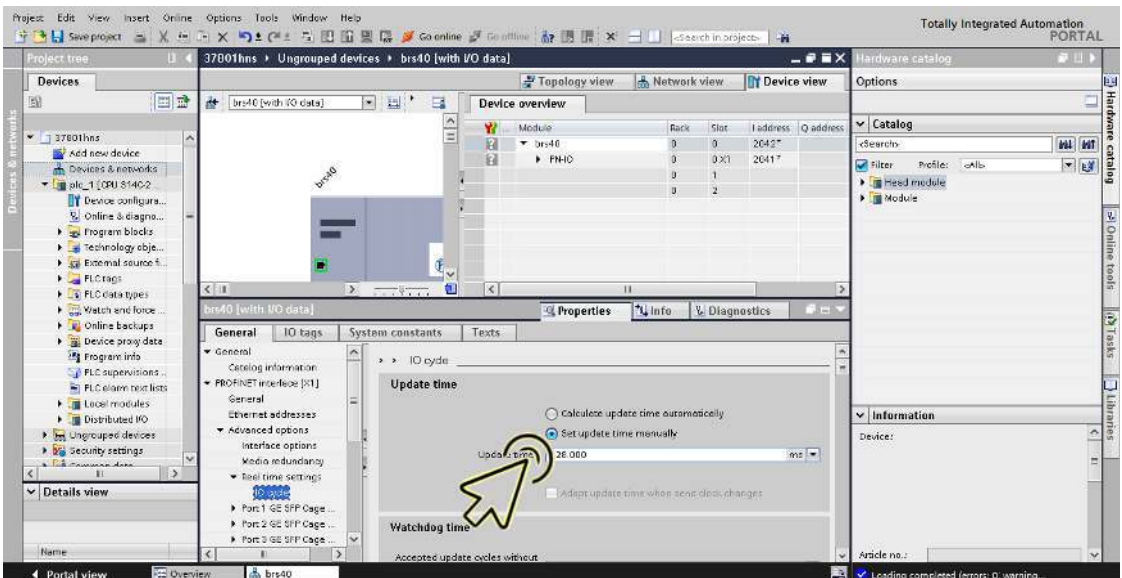 Project Edit View Insert Online Options Tools Window Help
Totally Integrated Automation
PORTAL
Save project
Go online
Go offline
<Search in project>
Project tree
37801hns ▸ Ungrouped devices ▸ brs40 [with I/O data]
Hardware catalog
Devices
Topology view
Network view
Device view
Options
brs40 [with I/O data]
Device overview
Module Rack Slot I address Q address
brs40 0 0 2042*
PN-IO 0 0 X1 2041*
0 1
0 2
brs40
Catalog
<Search>
Filter Profile: <All>
Head module
Module
Devices & networks
37801hns
Add new device
Devices & networks
Device configura...
Online & diagno...
Program blocks
Technology obje...
External source f...
PLC tags
PLC data types
Watch and force ...
Online backups
Device proxy data
Program info
PLC supervisions ...
PLC alarm text lists
Local modules
Distributed I/O
Ungrouped devices
Security settings
Details view
Name
brs40 [with I/O data]
Properties
Info
Diagnostics
General
IO tags
System constants
Texts
General
Catalog information
PROFINET interface [X1]
General
Ethernet addresses
Advanced options
Interface options
Media redundancy
Real time settings
IO cycle
Port 1 GE SFP Cage ...
Port 2 GE SFP Cage ...
Port 3 GE SFP Cage ...
IO cycle
Update time
Calculate update time automatically
Set update time manually
Update time
28.000
ms
Adapt update time when send clock changes
Watchdog time
Accepted update cycles without
Information
Device:
Article no.:
Hardware catalog
Online tools
Tasks
Libraries
Portal view
Overview
brs40
Loading completed (errors: 0, warning...